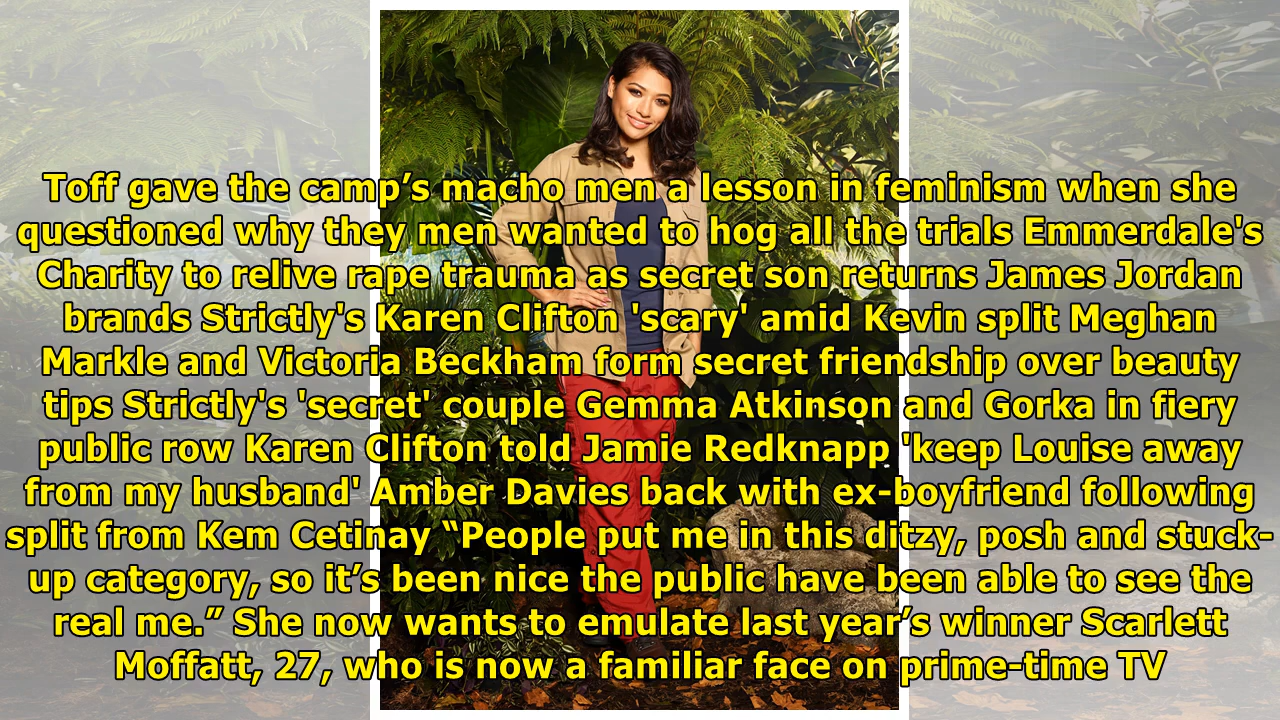 Toff gave the camp’s macho men a lesson in feminism when she
questioned why they men wanted to hog all the trials Emmerdale's
Charity to relive rape trauma as secret son returns James Jordan
brands Strictly's Karen Clifton 'scary' amid Kevin split Meghan
Markle and Victoria Beckham form secret friendship over beauty
tips Strictly's 'secret' couple Gemma Atkinson and Gorka in fiery
public row Karen Clifton told Jamie Redknapp 'keep Louise away
from my husband' Amber Davies back with ex-boyfriend following
split from Kem Cetinay “People put me in this ditzy, posh and stuck-
up category, so it’s been nice the public have been able to see the
real me.” She now wants to emulate last year’s winner Scarlett
Moffatt, 27, who is now a familiar face on prime-time TV